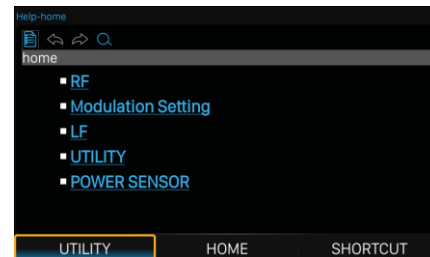 Help-home
home
RF
Modulation Setting
LF
UTILITY
POWER SENSOR
UTILITY HOME SHORTCUT